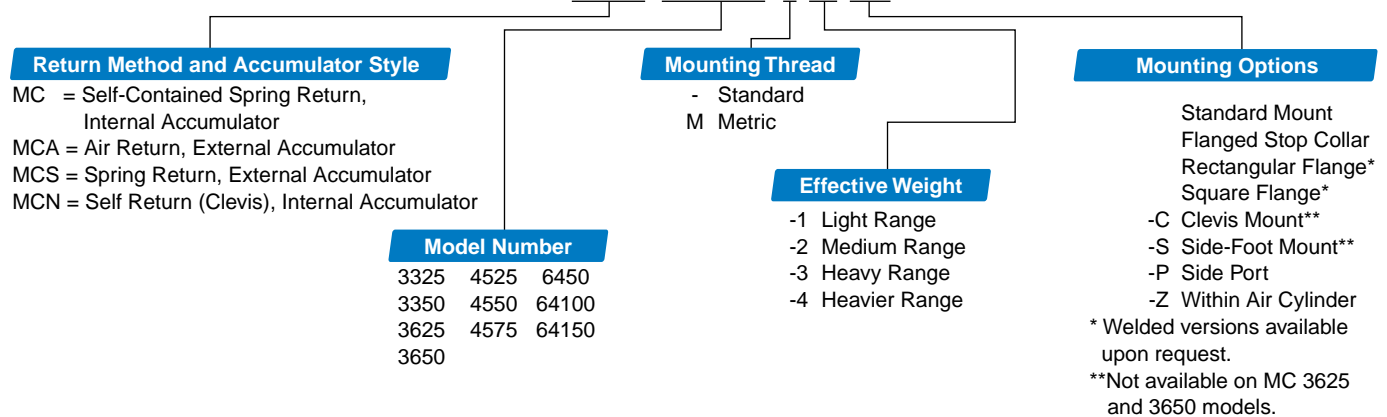 Return Method and Accumulator Style
MC = Self-Contained Spring Return,
Internal Accumulator
MCA = Air Return, External Accumulator
MCS = Spring Return, External Accumulator
MCN = Self Return (Clevis), Internal Accumulator
Model Number
3325 4525 6450
3350 4550 64100
3625 4575 64150
3650
Mounting Thread
- Standard
M Metric
Effective Weight
-1 Light Range
-2 Medium Range
-3 Heavy Range
-4 Heavier Range
Mounting Options
Standard Mount
Flanged Stop Collar
Rectangular Flange*
Square Flange*
-C Clevis Mount**
-S Side-Foot Mount**
-P Side Port
-Z Within Air Cylinder
* Welded versions available
upon request.
**Not available on MC 3625
and 3650 models.